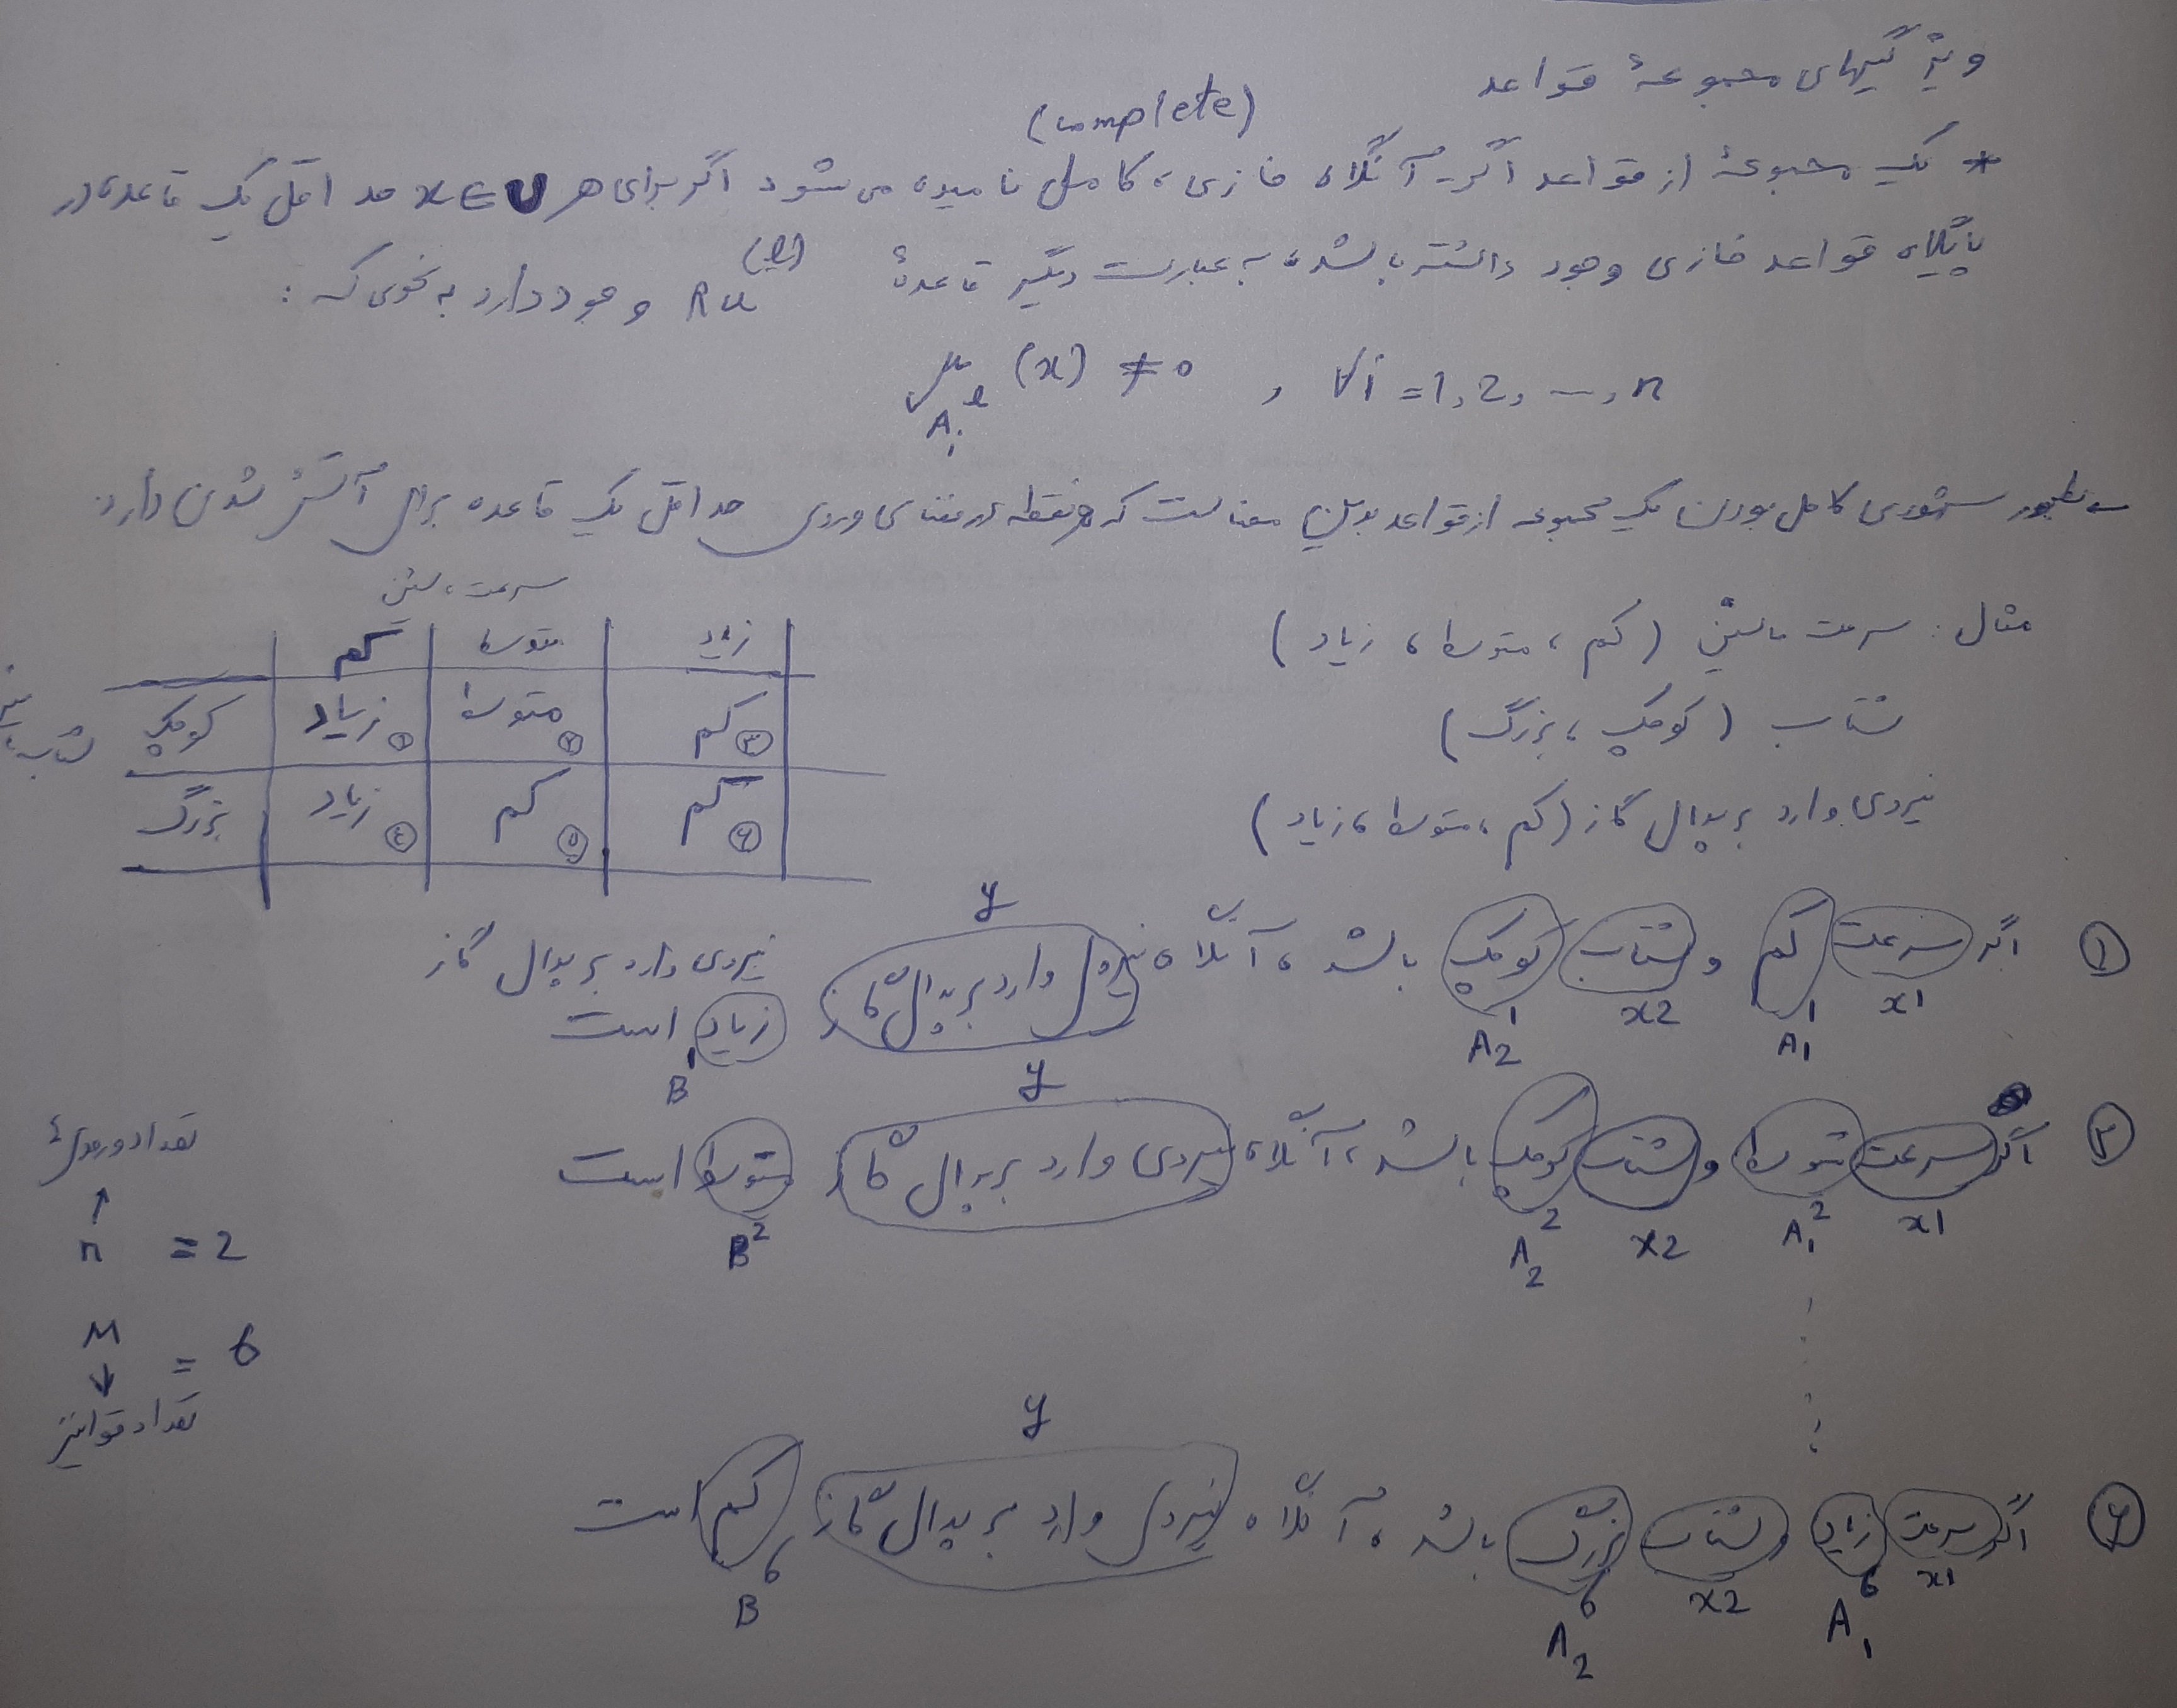 ویژگیهای مجموعهٔ قواعد
(complete)
* یک مجموعهٔ از قواعد اگر-آنگاه فازی، کامل نامیده می‌شود اگر برای هر x∈U حداقل یک قاعده در
پایگاه قواعد فازی وجود داشته باشد، به عبارت دیگر قاعدهٔ Ru^(l) وجود دارد به نحوی که :
μ_{A_i^l} (x) ≠ 0 , ∀i = 1, 2, ..., n
بطور شهودی کامل بودن یک مجموعه از قواعد بدین معناست که هر نقطه در فضای ورودی حداقل یک قاعده برای آتش شدن دارد.
مثال : سرعت ماشین (کم ، متوسط ، زیاد)
شتاب (کوچک ، بزرگ)
نیروی وارد بر پدال گاز (کم ، متوسط ، زیاد)
سرعت ماشین
کم متوسط زیاد
شتاب
کوچک زیاد ① متوسط ② کم ③
بزرگ زیاد ④ کم ⑤ کم ⑥
y
① اگر سرعت کم و شتاب کوچک باشد ، آنگاه نیروی وارد بر پدال گاز نیروی وارد بر پدال گاز
زیاد است
x1 A_1^1 x2 A_2^1 B^1
y
② اگر سرعت متوسط و شتاب کوچک باشد ، آنگاه نیروی وارد بر پدال گاز متوسط است
x1 A_1^2 x2 A_2^2 B^2
تعداد ورودی
↑
n = 2
M = 6
↓
تعداد قوانین
y
⑥ اگر سرعت زیاد و شتاب بزرگ باشد ، آنگاه نیروی وارد بر پدال گاز کم است
x1 A_1^6 x2 A_2^6 B^6